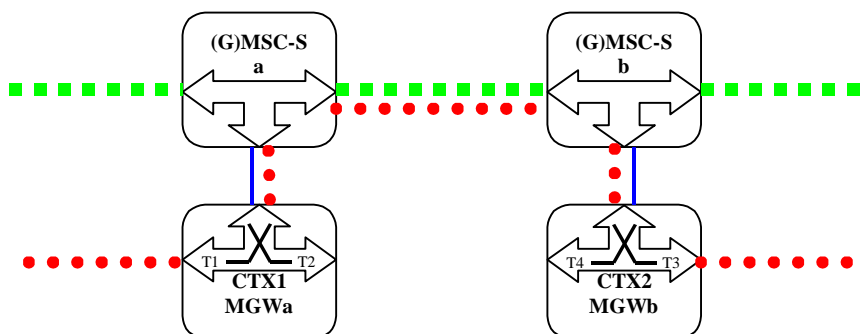 (G)MSC-S
a
(G)MSC-S
b
T1 T2
CTX1
MGWa
T4 T3
CTX2
MGWb